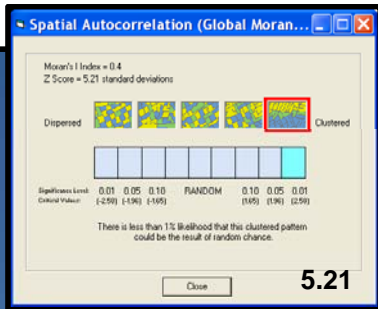 Spatial Autocorrelation (Global Moran...
Moran's I Index = 0.4
Z Score = 5.21 standard deviations
Dispersed Clustered
Significance Level: 0.01 0.05 0.10 RANDOM 0.10 0.05 0.01
Critical Values: (-2.58) (-1.96) (-1.65) (1.65) (1.96) (2.58)
There is less than 1% likelihood that this clustered pattern
could be the result of random chance.
Close
5.21